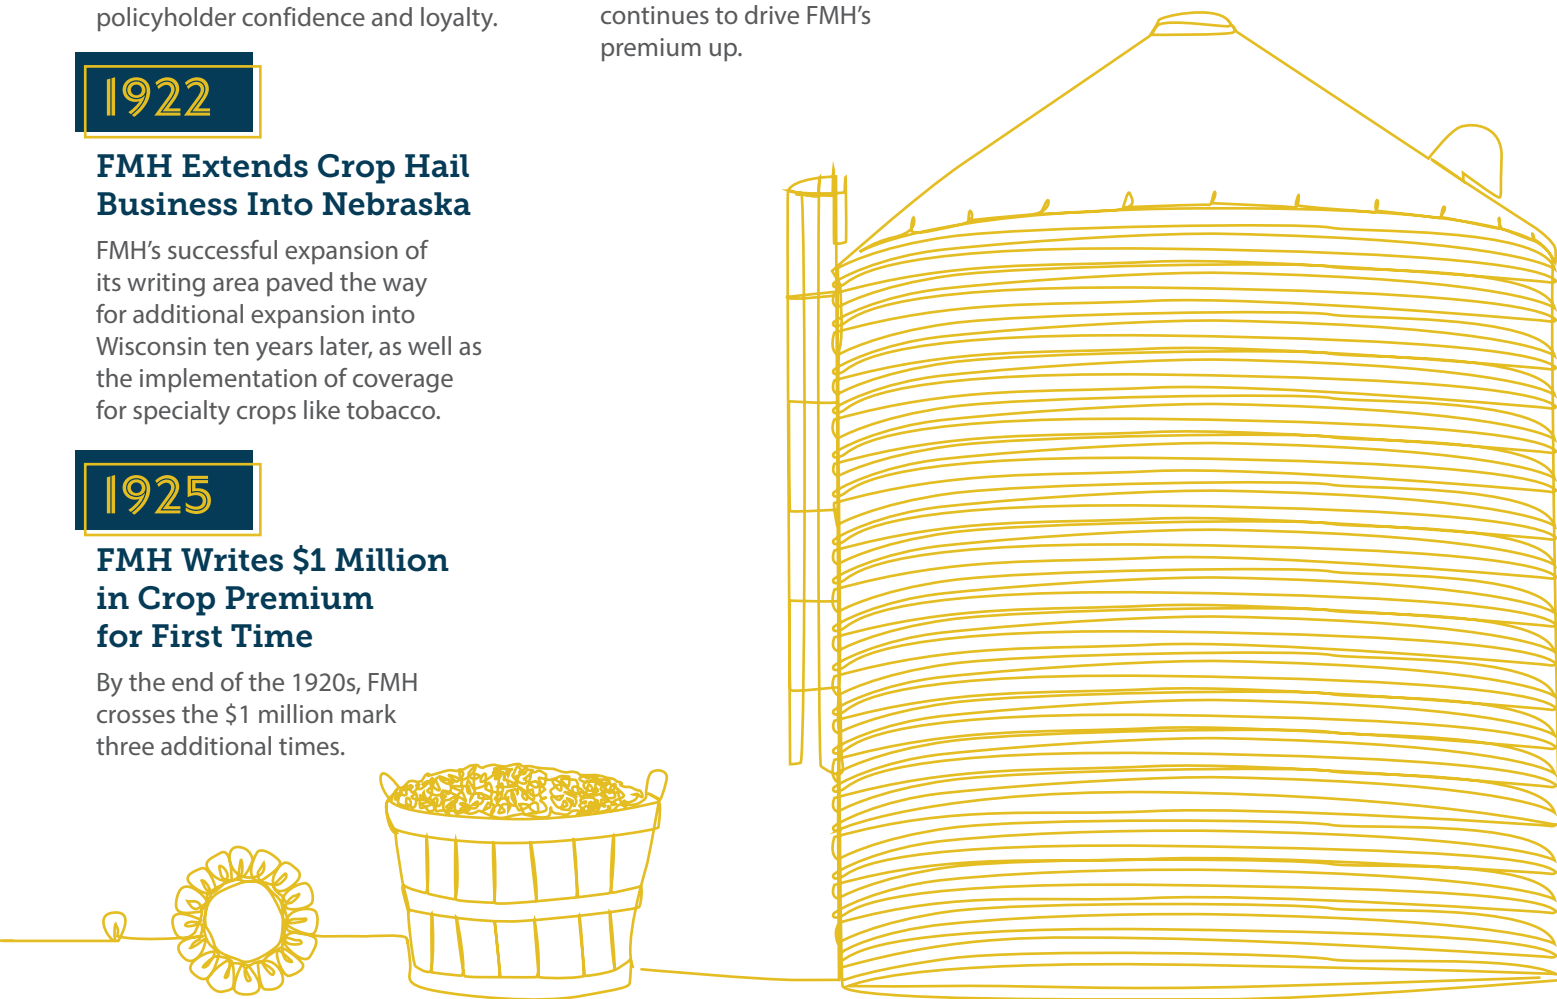 policyholder confidence and loyalty.
1922
FMH Extends Crop Hail
Business Into Nebraska
FMH’s successful expansion of
its writing area paved the way
for additional expansion into
Wisconsin ten years later, as well as
the implementation of coverage
for specialty crops like tobacco.
1925
FMH Writes $1 Million
in Crop Premium
for First Time
By the end of the 1920s, FMH
crosses the $1 million mark
three additional times.
continues to drive FMH’s
premium up.